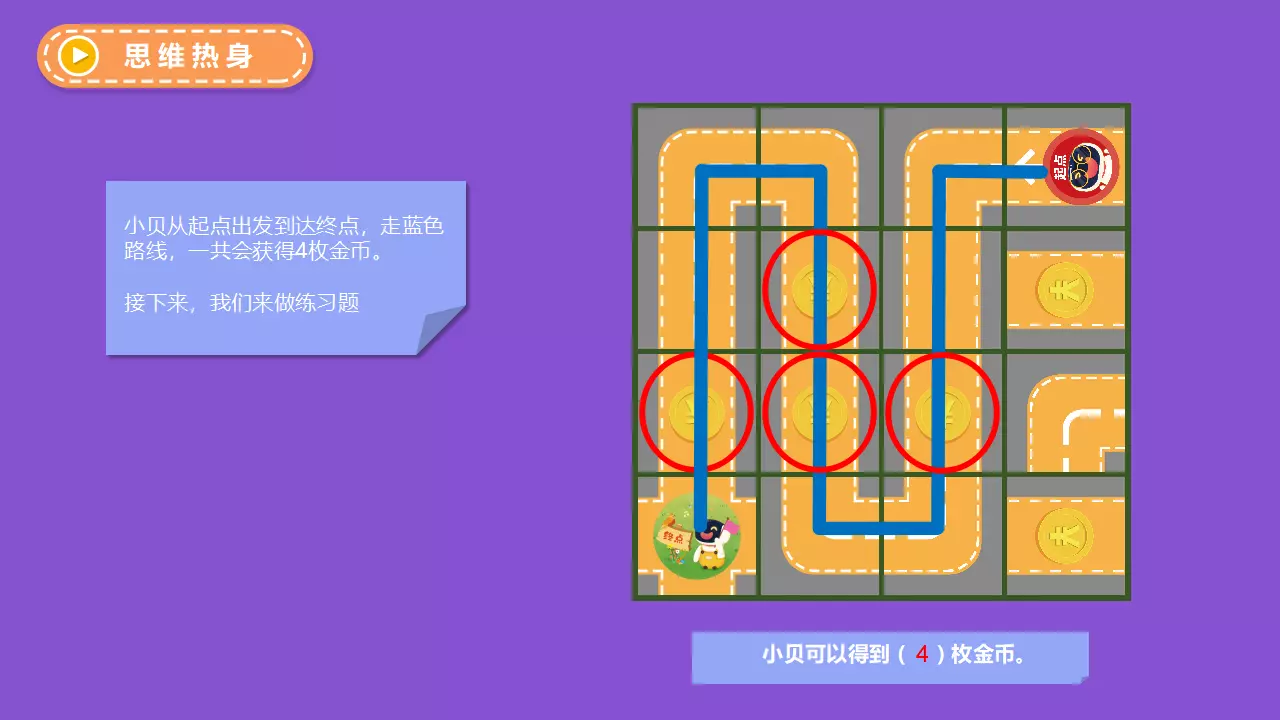 思维热身
小贝从起点出发到达终点，走蓝色
路线，一共会获得4枚金币。
接下来，我们来做练习题
起点
终点
小贝可以得到（ 4 ）枚金币。